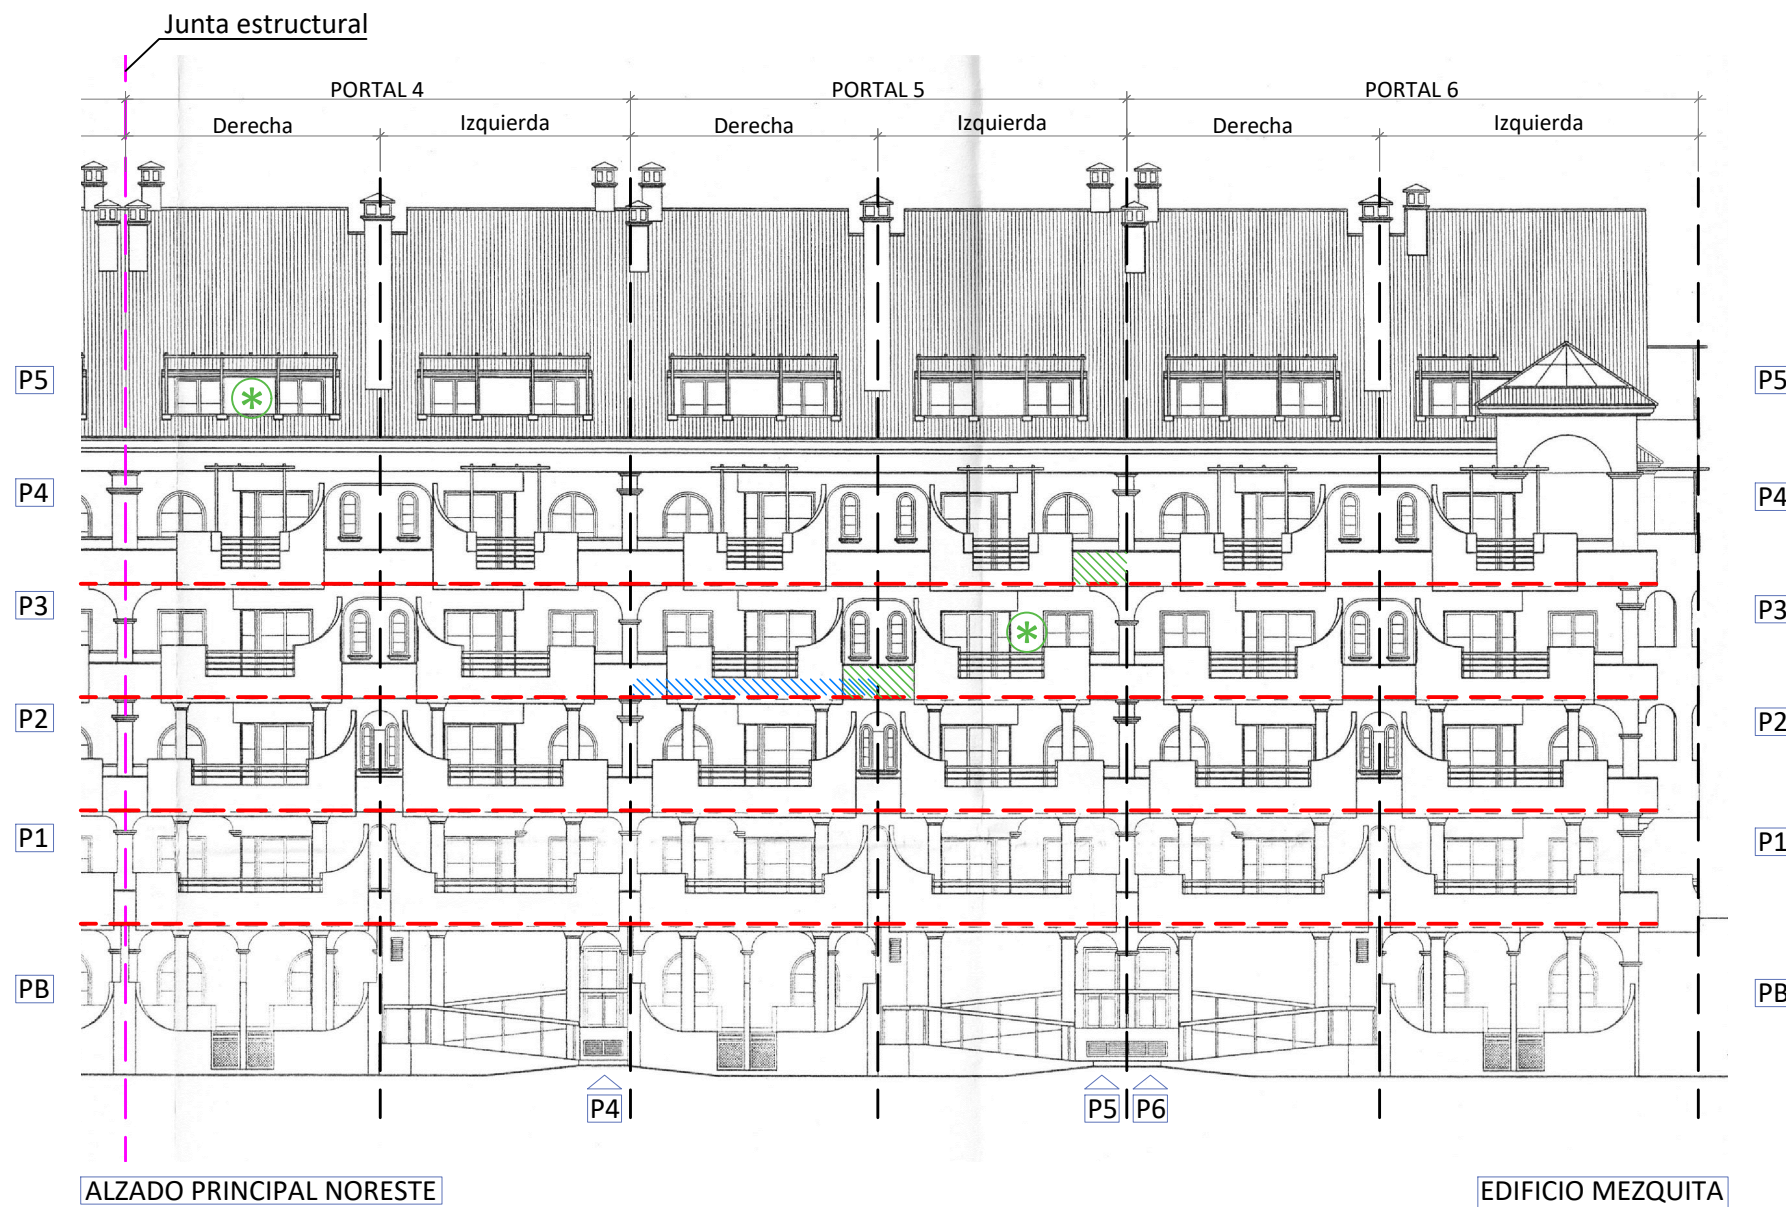 Junta estructural
PORTAL 4 PORTAL 5 PORTAL 6
Derecha Izquierda Derecha Izquierda Derecha Izquierda
P5 P5
P4 P4
P3 P3
P2 P2
P1 P1
PB PB
P4 P5 P6
ALZADO PRINCIPAL NORESTE EDIFICIO MEZQUITA